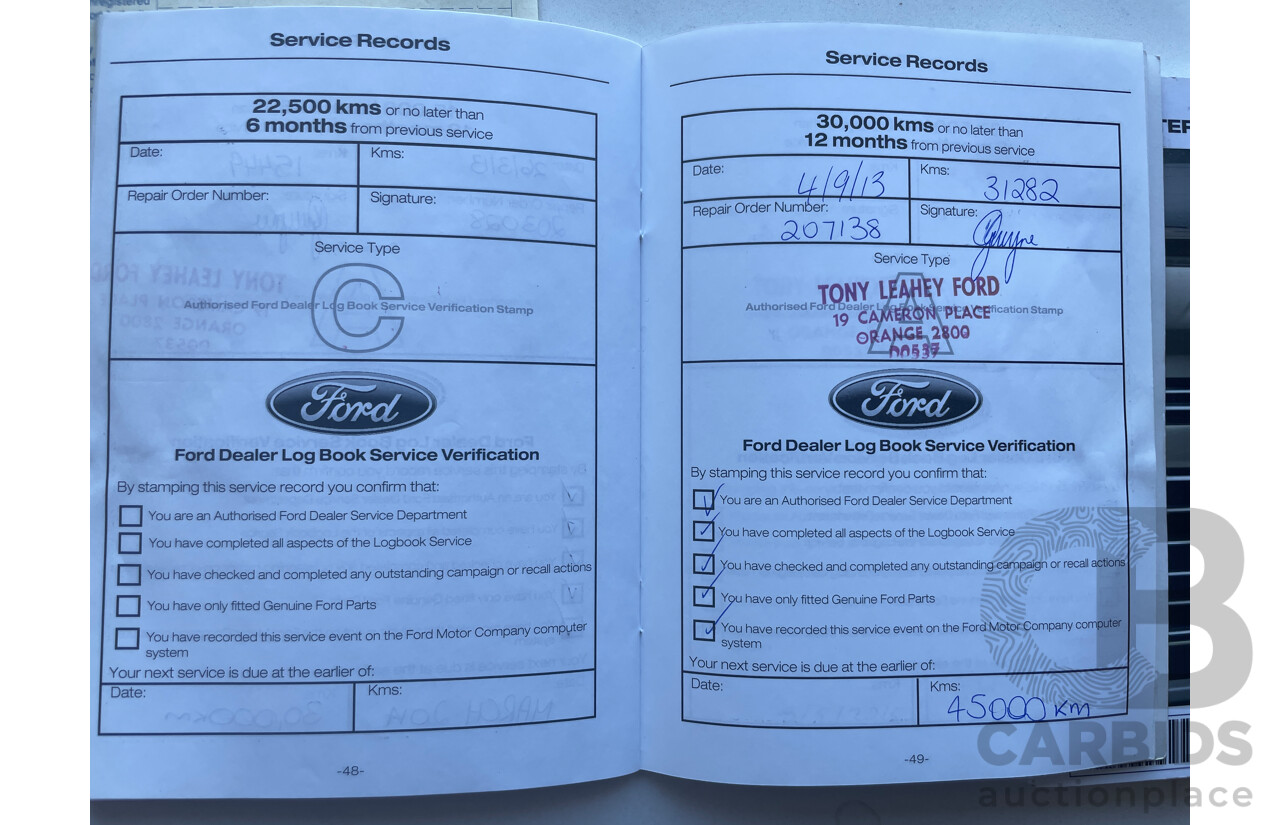 registered
Service Records
22,500 kms or no later than
6 months from previous service
Date:
Kms:
Repair Order Number:
Signature:
Service Type
C
Authorised Ford Dealer Log Book Service Verification Stamp
Ford
Ford Dealer Log Book Service Verification
By stamping this service record you confirm that:
You are an Authorised Ford Dealer Service Department
You have completed all aspects of the Logbook Service
You have checked and completed any outstanding campaign or recall actions
You have only fitted Genuine Ford Parts
You have recorded this service event on the Ford Motor Company computer
system
Your next service is due at the earlier of:
Date:
Kms:
-48-
Service Records
30,000 kms or no later than
12 months from previous service
Date: 4/9/13
Kms: 31282
Repair Order Number: 207138
Signature:
Service Type
A
Authorised Ford Dealer Log Book Service Verification Stamp
TONY LEAHEY FORD
19 CAMERON PLACE
ORANGE 2800
00537
Ford
Ford Dealer Log Book Service Verification
By stamping this service record you confirm that:
You are an Authorised Ford Dealer Service Department
You have completed all aspects of the Logbook Service
You have checked and completed any outstanding campaign or recall actions
You have only fitted Genuine Ford Parts
You have recorded this service event on the Ford Motor Company computer
system
Your next service is due at the earlier of:
Date:
Kms: 45000 KM
-49-
CARBIDS
auctionplace